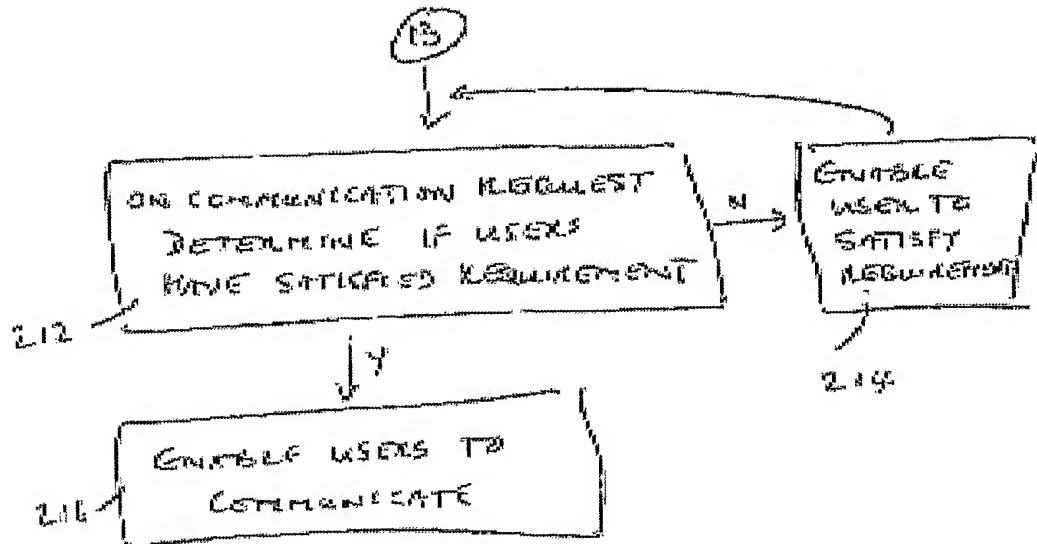 B
ON COMMUNICATION REQUEST
DETERMINE IF USERS
HAVE SATISFIED REQUIREMENT
N
ENABLE
USER TO
SATISFY
REQUIREMENT
212
214
Y
ENABLE USERS TO
COMMUNICATE
216